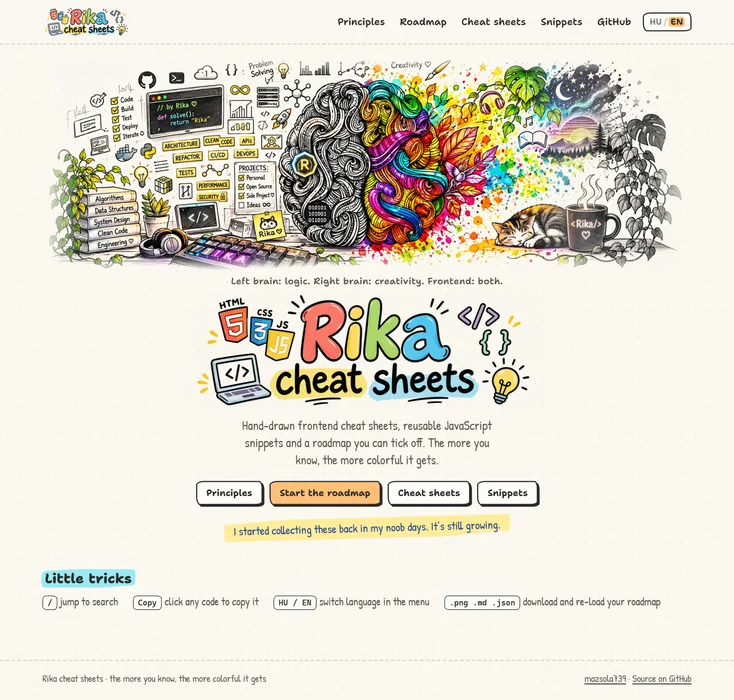 Rika
cheat sheets
Principles Roadmap Cheat sheets Snippets GitHub HU / EN
Problem
Solving
Creativity ♡
Code
Build
Test
Deploy
Iterate
// by Rika ♡
def solve():
return "Rika"
ARCHITECTURE CLEAN CODE APIs
REFACTOR CI/CD DEVOPS
TESTS
PERFORMANCE
SECURITY
PROJECTS:
Personal
Open Source
Side Project
Ideas
R
010101
101001
011010
</>
Rika ♡
Algorithms
Data Structures
System Design
Clean Code
Engineering ♡
<Rika/>
♡
Left brain: logic. Right brain: creativity. Frontend: both.
HTML
CSS
JS
5
3
JS
Rika
</>
{ }
</>
cheat sheets
Hand-drawn frontend cheat sheets, reusable JavaScript
snippets and a roadmap you can tick off. The more you
know, the more colorful it gets.
Principles Start the roadmap Cheat sheets Snippets
I started collecting these back in my noob days. It's still growing.
Little tricks
/ jump to search Copy click any code to copy it HU / EN switch language in the menu .png .md .json download and re-load your roadmap
Rika cheat sheets · the more you know, the more colorful it gets
mazsola739 · Source on GitHub